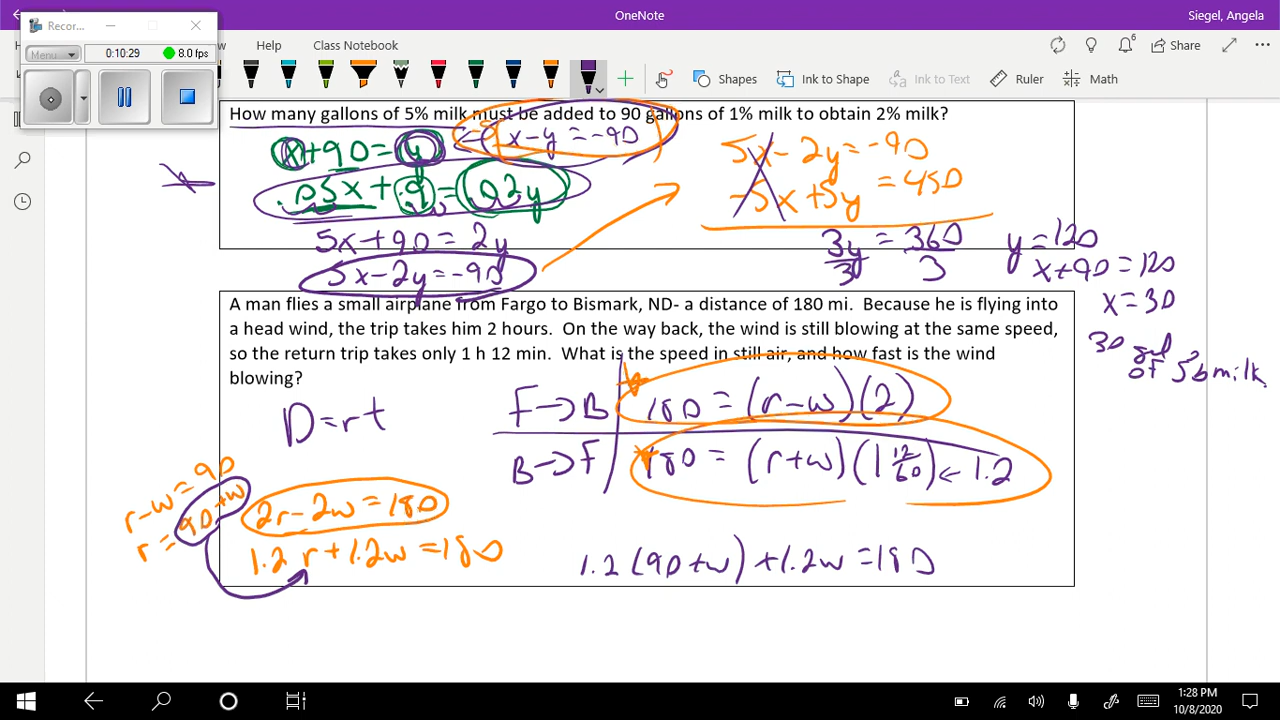 OneNote
Siegel, Angela
Recor...
Menu
0:10:29
8.0 fps
Help
Class Notebook
6
Share
Shapes
Ink to Shape
Ink to Text
Ruler
Math
How many gallons of 5% milk must be added to 90 gallons of 1% milk to obtain 2% milk?
x+90=y
x-y=-90
.05x+.9=.02y
5x+90=2y
5x-2y=-90
5x-2y=-90
-5x+5y=450
3y/3=360/3
y=120
x+90=120
x=30
30 gal
of 5% milk
A man flies a small airplane from Fargo to Bismark, ND- a distance of 180 mi. Because he is flying into
a head wind, the trip takes him 2 hours. On the way back, the wind is still blowing at the same speed,
so the return trip takes only 1 h 12 min. What is the speed in still air, and how fast is the wind
blowing?
D=rt
F→B 180=(r-w)(2)
B→F 180=(r+w)(1 12/60)←1.2
r-w=90
r=90+w
2r-2w=180
1.2r+1.2w=180
1.2(90+w)+1.2w=180
1:28 PM
10/8/2020